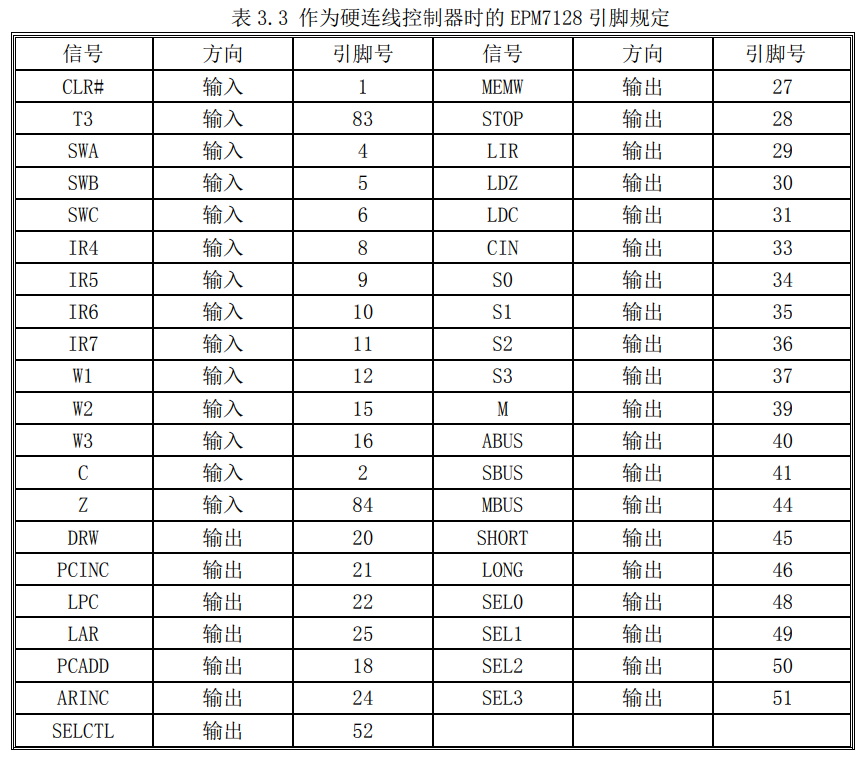 表 3.3 作为硬连线控制器时的 EPM7128 引脚规定
信号 方向 引脚号 信号 方向 引脚号
CLR# 输入 1 MEMW 输出 27
T3 输入 83 STOP 输出 28
SWA 输入 4 LIR 输出 29
SWB 输入 5 LDZ 输出 30
SWC 输入 6 LDC 输出 31
IR4 输入 8 CIN 输出 33
IR5 输入 9 S0 输出 34
IR6 输入 10 S1 输出 35
IR7 输入 11 S2 输出 36
W1 输入 12 S3 输出 37
W2 输入 15 M 输出 39
W3 输入 16 ABUS 输出 40
C 输入 2 SBUS 输出 41
Z 输入 84 MBUS 输出 44
DRW 输出 20 SHORT 输出 45
PCINC 输出 21 LONG 输出 46
LPC 输出 22 SEL0 输出 48
LAR 输出 25 SEL1 输出 49
PCADD 输出 18 SEL2 输出 50
ARINC 输出 24 SEL3 输出 51
SELCTL 输出 52